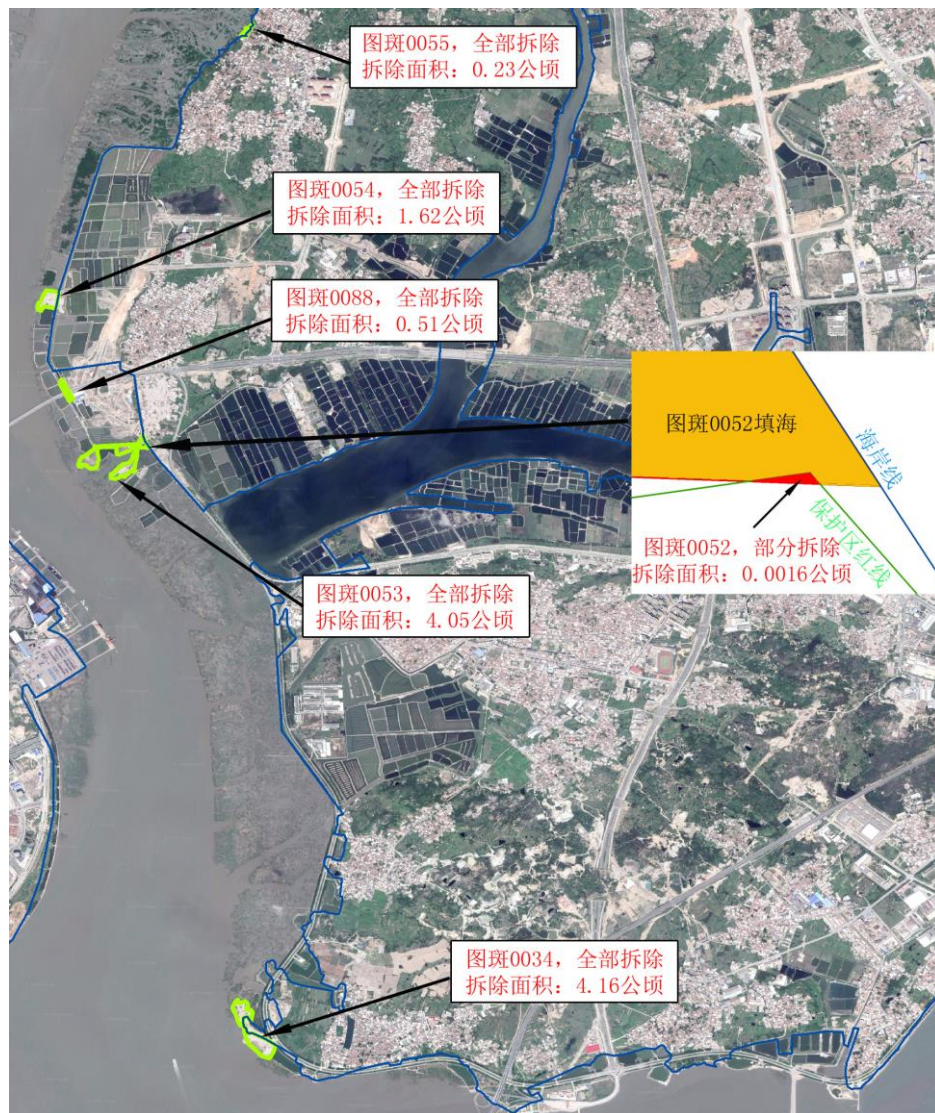 图斑0055，全部拆除
拆除面积：0.23公顷
图斑0054，全部拆除
拆除面积：1.62公顷
图斑0088，全部拆除
拆除面积：0.51公顷
图斑0052填海
海岸线
保护区红线
图斑0052，部分拆除
拆除面积：0.0016公顷
图斑0053，全部拆除
拆除面积：4.05公顷
图斑0034，全部拆除
拆除面积：4.16公顷